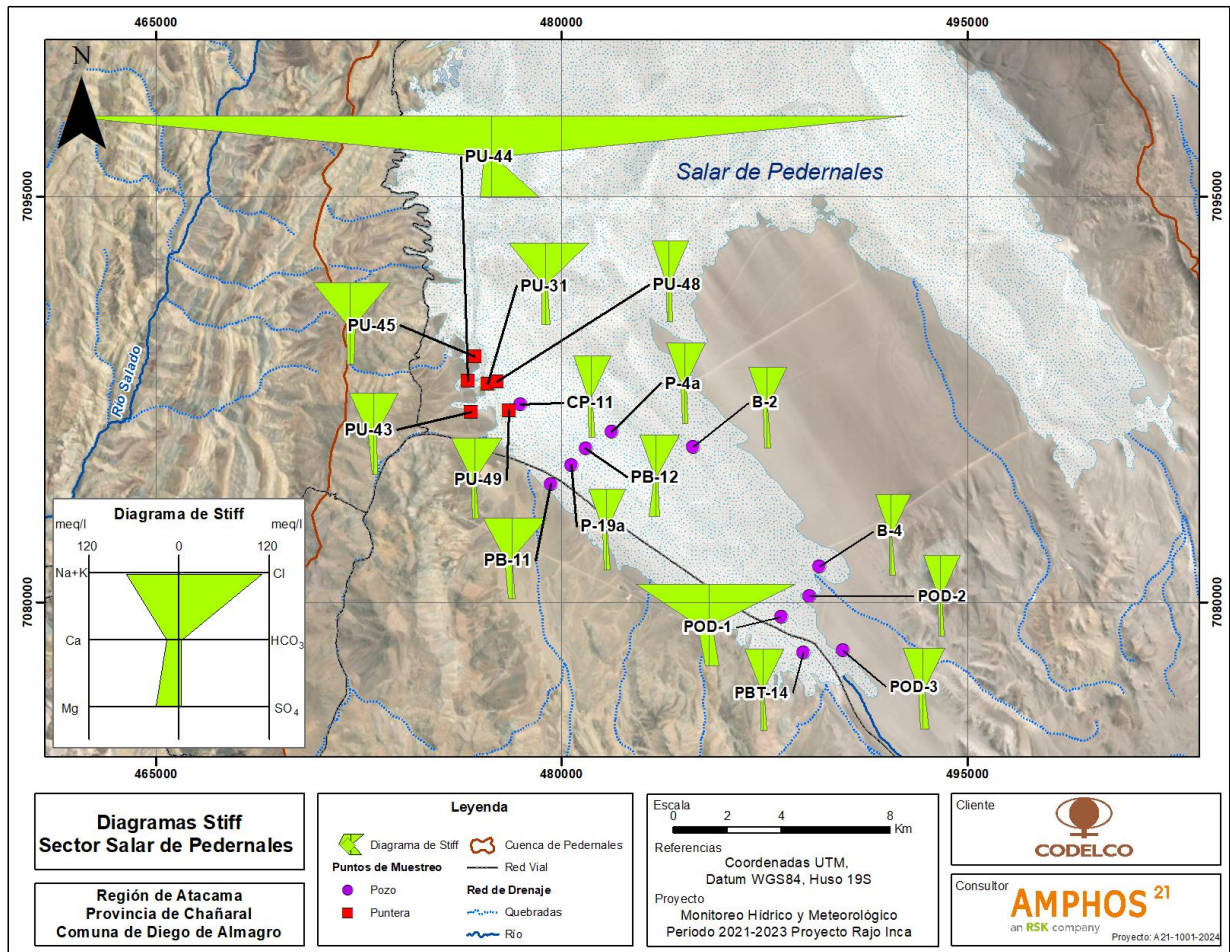 465000
480000
495000
N
PU-44
Salar de Pedernales
7095000
7095000
PU-31
PU-48
PU-45
Río Salado
P-4a
CP-11
B-2
PU-43
PU-49
PB-12
P-19a
PB-11
B-4
POD-2
7080000
7080000
POD-1
PBT-14
POD-3
Diagrama de Stiff
meq/l
meq/l
120
0
120
Na+K
Cl
Ca
HCO3
Mg
SO4
465000
480000
495000
Diagramas Stiff
Sector Salar de Pedernales
Región de Atacama
Provincia de Chañaral
Comuna de Diego de Almagro
Leyenda
Diagrama de Stiff
Puntos de Muestreo
Pozo
Puntera
Cuenca de Pedernales
Red Vial
Red de Drenaje
Quebradas
Río
Escala
0 2 4 8
Km
Referencias
Coordenadas UTM,
Datum WGS84, Huso 19S
Proyecto
Monitoreo Hídrico y Meteorológico
Periodo 2021-2023 Proyecto Rajo Inca
Cliente
CODELCO
Consultor
AMPHOS 21
an RSK company
Proyecto: A21-1001-2024